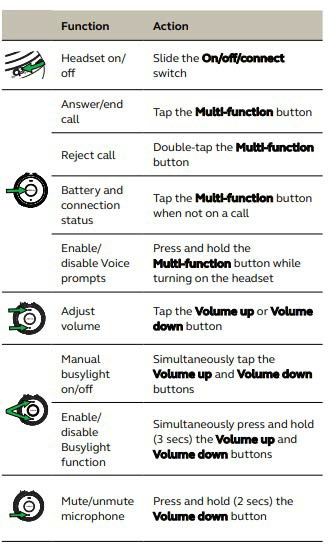 Function Action
Headset on/ Slide the On/off/connect
off switch
Answer/end
call Tap the Multi-function button
Reject call Double-tap the Multi-function
button
Battery and
connection
status Tap the Multi-function button
when not on a call
Enable/
disable Voice
prompts Press and hold the
Multi-function button while
turning on the headset
Adjust
volume Tap the Volume up or Volume
down button
Manual
busylight
on/off Simultaneously tap the
Volume up and Volume down
buttons
Enable/
disable
Busylight
function Simultaneously press and hold
(3 secs) the Volume up and
Volume down buttons
Mute/unmute
microphone Press and hold (2 secs) the
Volume down button